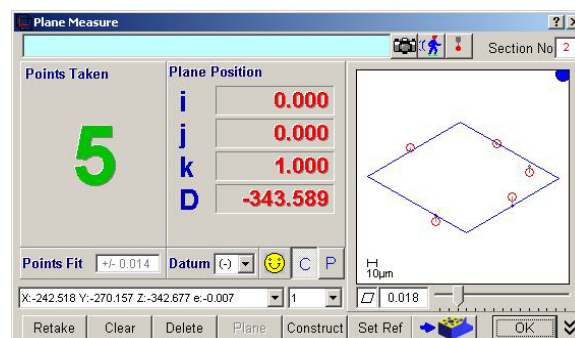 Plane Measure
Section No 2
Points Taken
Plane Position
5
i 0.000
j 0.000
k 1.000
D -343.589
10µm
Points Fit +/- 0.014 Datum (-) C P
X:-242.518 Y:-270.157 Z:-342.677 e:-0.007 1 0.018
Retake Clear Delete Plane Construct Set Ref OK